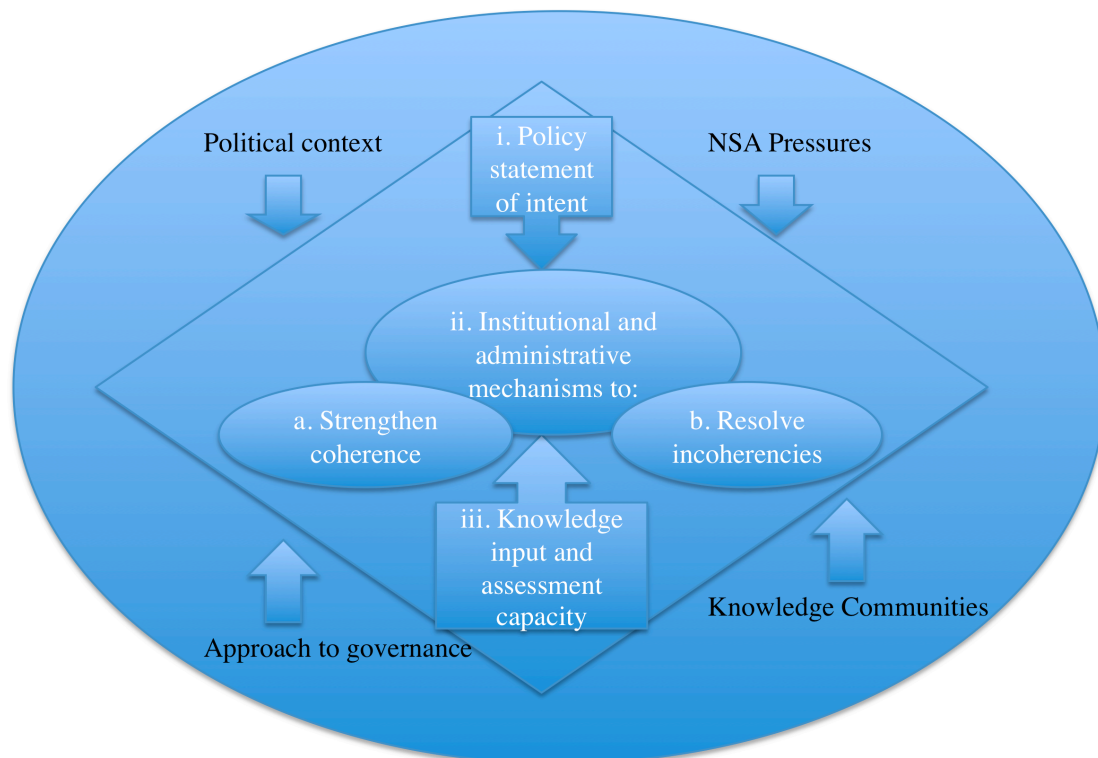 Political context
i. Policy
statement
of intent
NSA Pressures
ii. Institutional and
administrative
mechanisms to:
a. Strengthen
coherence
b. Resolve
incoherencies
iii. Knowledge
input and
assessment
capacity
Approach to governance
Knowledge Communities